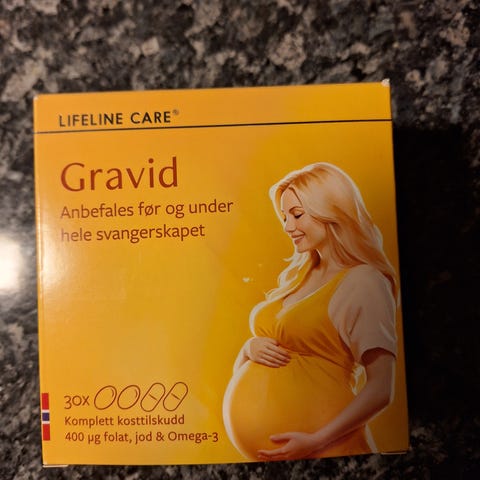 LIFELINE CARE®
Gravid
Anbefales før og under
hele svangerskapet
30X
Komplett kosttilskudd
400 µg folat, jod & Omega-3